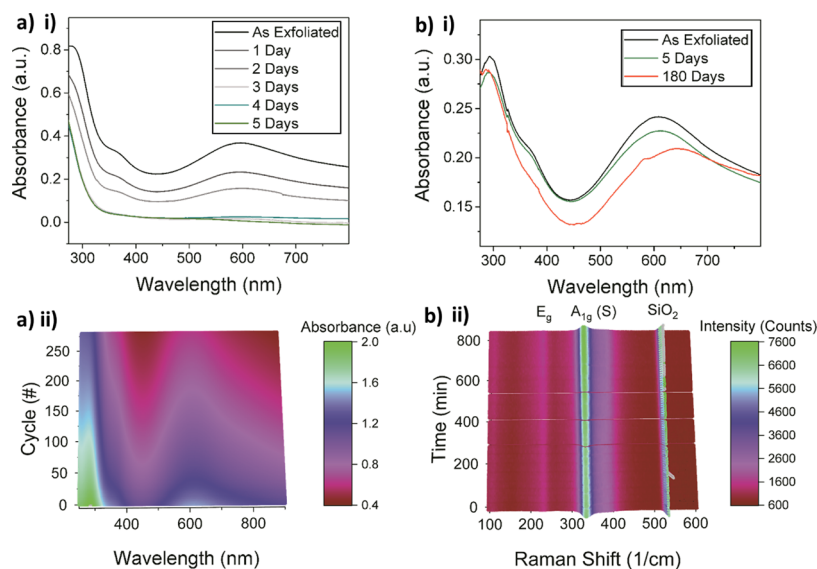 a) i)
Absorbance (a.u.)
0.8
0.6
0.4
0.2
0.0
As Exfoliated
1 Day
2 Days
3 Days
4 Days
5 Days
300 400 500 600 700
Wavelength (nm)
b) i)
Absorbance (a.u.)
0.30
0.25
0.20
0.15
As Exfoliated
5 Days
180 Days
300 400 500 600 700
Wavelength (nm)
a) ii)
Absorbance (a.u)
2.0
1.6
1.2
0.8
0.4
Cycle (#)
250
200
150
100
50
0
400 600 800
Wavelength (nm)
b) ii)
Eg A1g (S) SiO2
Intensity (Counts)
7600
6600
5600
4600
3600
2600
1600
600
Time (min)
800
600
400
200
0
100 200 300 400 500 600
Raman Shift (1/cm)